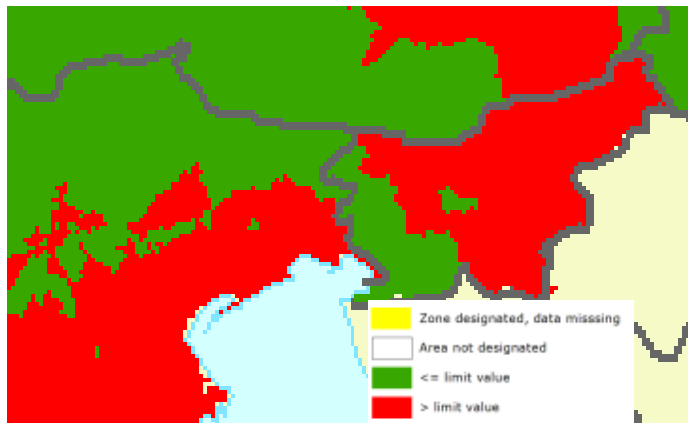 Zone designated, data misssing
Area not designated
<= limit value
> limit value